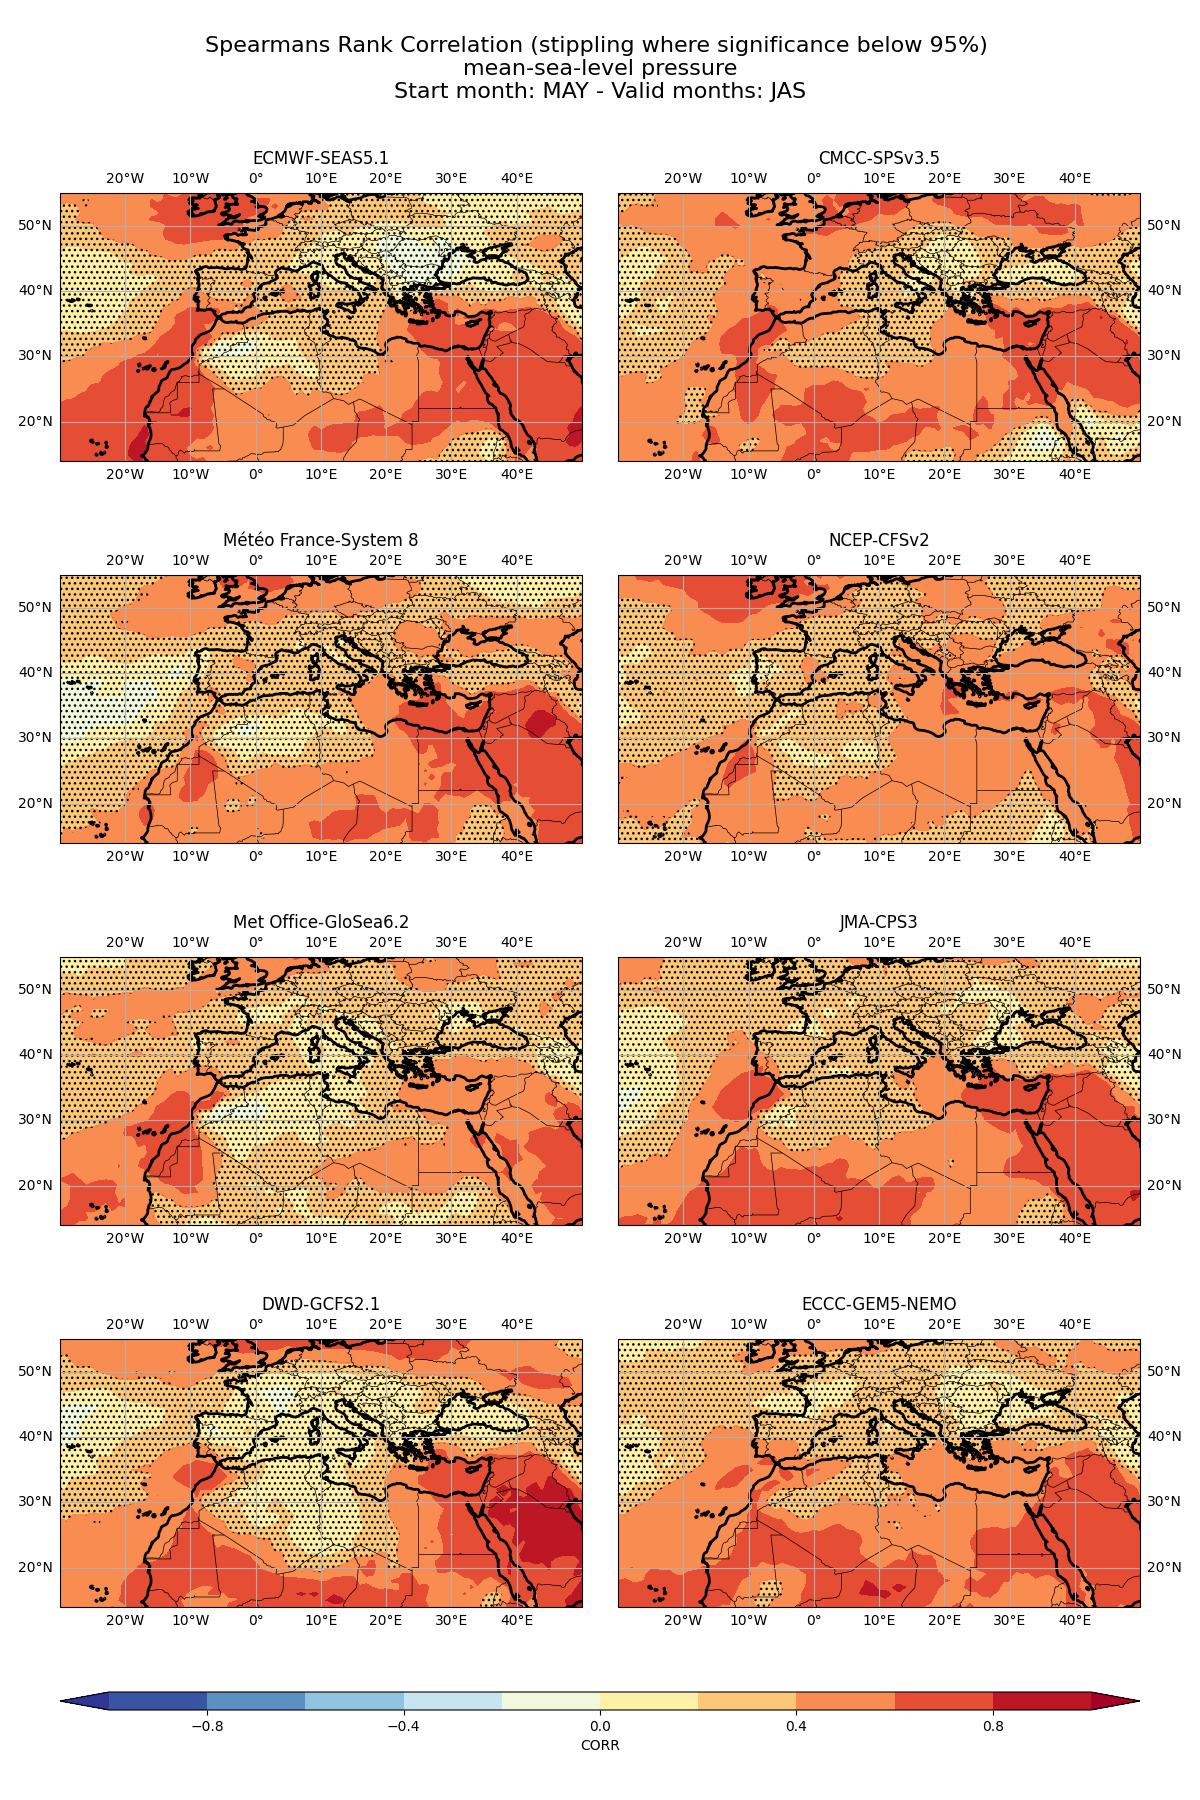 Spearmans Rank Correlation (stippling where significance below 95%)
mean-sea-level pressure
Start month: MAY - Valid months: JAS
ECMWF-SEAS5.1
20°W 10°W 0° 10°E 20°E 30°E 40°E
50°N
40°N
30°N
20°N
20°W 10°W 0° 10°E 20°E 30°E 40°E
CMCC-SPSv3.5
20°W 10°W 0° 10°E 20°E 30°E 40°E
50°N
40°N
30°N
20°N
20°W 10°W 0° 10°E 20°E 30°E 40°E
Météo France-System 8
20°W 10°W 0° 10°E 20°E 30°E 40°E
50°N
40°N
30°N
20°N
20°W 10°W 0° 10°E 20°E 30°E 40°E
NCEP-CFSv2
20°W 10°W 0° 10°E 20°E 30°E 40°E
50°N
40°N
30°N
20°N
20°W 10°W 0° 10°E 20°E 30°E 40°E
Met Office-GloSea6.2
20°W 10°W 0° 10°E 20°E 30°E 40°E
50°N
40°N
30°N
20°N
20°W 10°W 0° 10°E 20°E 30°E 40°E
JMA-CPS3
20°W 10°W 0° 10°E 20°E 30°E 40°E
50°N
40°N
30°N
20°N
20°W 10°W 0° 10°E 20°E 30°E 40°E
DWD-GCFS2.1
20°W 10°W 0° 10°E 20°E 30°E 40°E
50°N
40°N
30°N
20°N
20°W 10°W 0° 10°E 20°E 30°E 40°E
ECCC-GEM5-NEMO
20°W 10°W 0° 10°E 20°E 30°E 40°E
50°N
40°N
30°N
20°N
20°W 10°W 0° 10°E 20°E 30°E 40°E
−0.8 −0.4 0.0 0.4 0.8
CORR